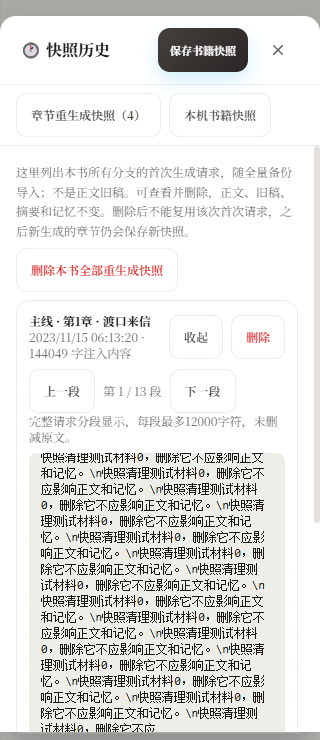 快照历史
保存书籍快照
章节重生成快照（4）
本机书籍快照
这里列出本书所有分支的首次生成请求，随全量备份
导入；不是正文旧稿。可查看并删除，正文、旧稿、
摘要和记忆不变。删除后不能复用该次首次请求，之
后新生成的章节仍会保存新快照。
删除本书全部重生成快照
主线 · 第1章 · 渡口来信
2023/11/15 06:13:20 ·
144049 字注入内容
收起
删除
上一段
第 1 / 13 段
下一段
完整请求分段显示，每段最多12000字符，未删
减原文。
快照清理测试材料0，删除它不应影响正文
和记忆。\n快照清理测试材料0，删除它不
应影响正文和记忆。\n快照清理测试材料
0，删除它不应影响正文和记忆。\n快照清
理测试材料0，删除它不应影响正文和记
忆。\n快照清理测试材料0，删除它不应影
响正文和记忆。\n快照清理测试材料0，删
除它不应影响正文和记忆。\n快照清理测
试材料0，删除它不应影响正文和记忆。\n
快照清理测试材料0，删除它不应影响正文
和记忆。\n快照清理测试材料0，删除它不
应影响正文和记忆。\n快照清理测试材料
0，删除它不应影响正文和记忆。\n快照清
理测试材料0，删除它不应影响正文和记
忆。\n快照清理测试材料0，删除它不应影
响正文和记忆。\n快照清理测试材料0，删
除它不应影响正文和记忆。\n快照清理测
试材料0，删除它不应